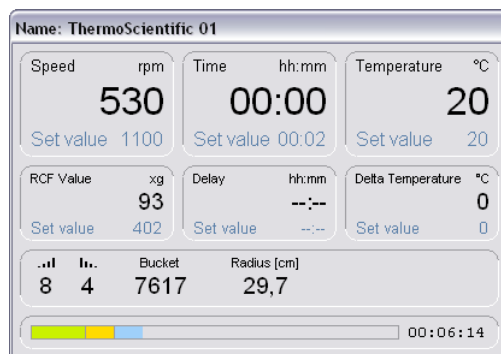 Name: ThermoScientific 01
Speed rpm Time hh:mm Temperature °C
530 00:00 20
Set value 1100 Set value 00:02 Set value 20
RCF Value xg Delay hh:mm Delta Temperature °C
93 --:-- 0
Set value 402 Set value --:-- Set value 0
Bucket Radius [cm]
8 4 7617 29,7
00:06:14